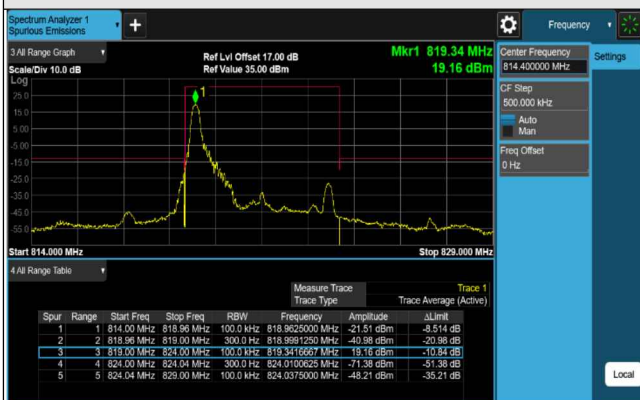 Spectrum Analyzer 1
Spurious Emissions
+
Frequency
3 All Range Graph
Ref Lvl Offset 17.00 dB
Mkr1 819.34 MHz
Scale/Div 10.0 dB
Ref Value 35.00 dBm
19.16 dBm
Log
25.0
15.0
5.00
-5.00
-15.0
-25.0
-35.0
-45.0
-55.0
1
Start 814.000 MHz
Stop 829.000 MHz
Center Frequency
814.400000 MHz
Settings
CF Step
500.000 kHz
Auto
Man
Freq Offset
0 Hz
4 All Range Table
Measure Trace Trace 1
Trace Type Trace Average (Active)
Spur Range Start Freq Stop Freq RBW Frequency Amplitude ΔLimit
1 1 814.00 MHz 818.96 MHz 100.0 kHz 818.9625000 MHz -21.51 dBm -8.514 dB
2 2 818.96 MHz 819.00 MHz 300.0 Hz 818.9991250 MHz -40.98 dBm -20.98 dB
3 3 819.00 MHz 824.00 MHz 100.0 kHz 819.3416667 MHz 19.16 dBm -10.84 dB
4 4 824.00 MHz 824.04 MHz 300.0 Hz 824.0100625 MHz -71.38 dBm -51.38 dB
5 5 824.04 MHz 829.00 MHz 100.0 kHz 824.0375000 MHz -48.21 dBm -35.21 dB
Local